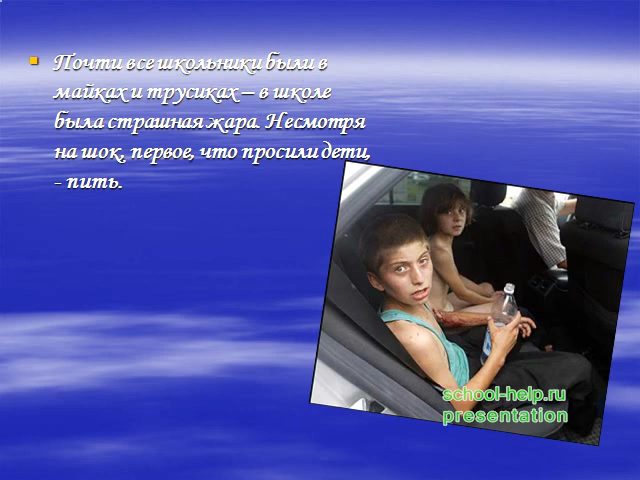 Почти все школьники были в
майках и трусиках – в школе
была страшная жара. Несмотря
на шок, первое, что просили дети,
- пить.
school-help.ru
presentation